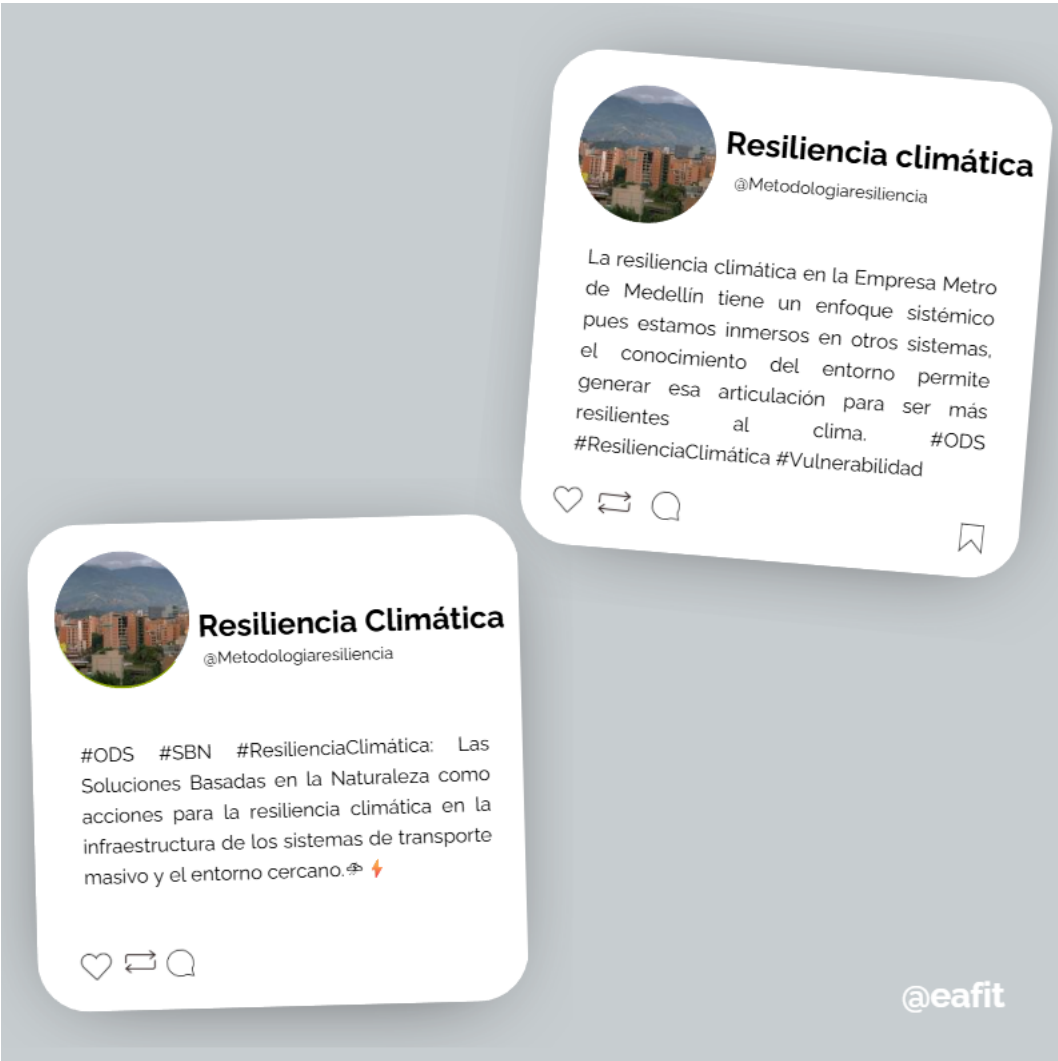 Resiliencia climática
@Metodologiaresiliencia
La resiliencia climática en la Empresa Metro
de Medellín tiene un enfoque sistémico
pues estamos inmersos en otros sistemas,
el conocimiento del entorno permite
generar esa articulación para ser más
resilientes al clima. #ODS
#ResilienciaClimática #Vulnerabilidad
Resiliencia Climática
@Metodologiaresiliencia
#ODS #SBN #ResilienciaClimática: Las
Soluciones Basadas en la Naturaleza como
acciones para la resiliencia climática en la
infraestructura de los sistemas de transporte
masivo y el entorno cercano.⛈⚡
@eafit